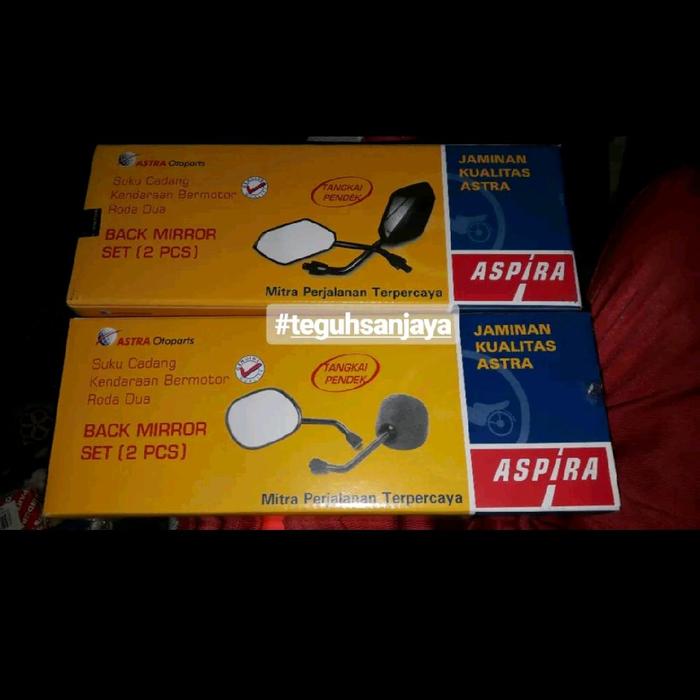 ASTRA Otoparts
Suku Cadang
Kendaraan Bermotor
Roda Dua
BACK MIRROR
SET (2 PCS)
TANGKAI
PENDEK
Mitra Perjalanan Terpercaya
JAMINAN
KUALITAS
ASTRA
ASPIRA
#teguhsanjaya
ASTRA Otoparts
Suku Cadang
Kendaraan Bermotor
Roda Dua
BACK MIRROR
SET (2 PCS)
TANGKAI
PENDEK
Mitra Perjalanan Terpercaya
JAMINAN
KUALITAS
ASTRA
ASPIRA